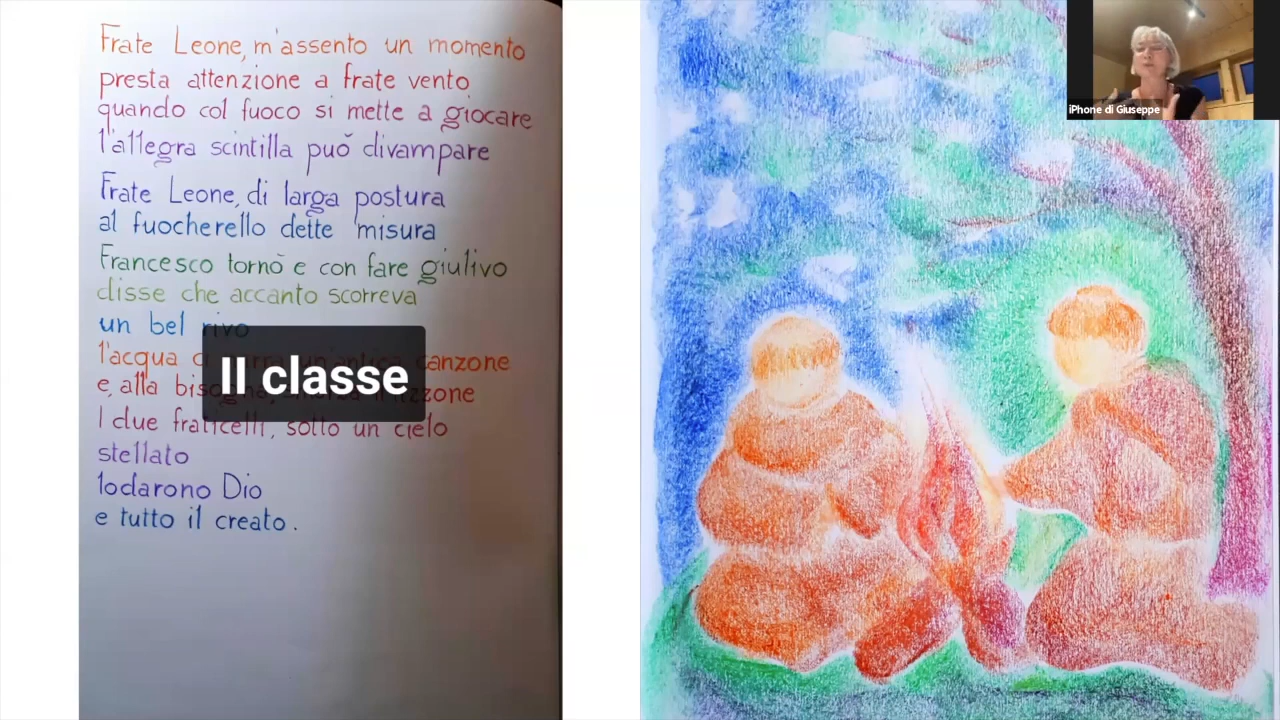 Frate Leone, m'assento un momento
presta attenzione a frate vento
quando col fuoco si mette a giocare
l'allegra scintilla può divampare
Frate Leone, di larga postura
al fuocherello dette misura
Francesco tornò e con fare giulivo
disse che accanto scorreva
un bel rivo
l'acqua canzone
e, alla
I due fraticelli, sotto un cielo
stellato
lodarono Dio
e tutto il creato.
II classe
iPhone di Giuseppe